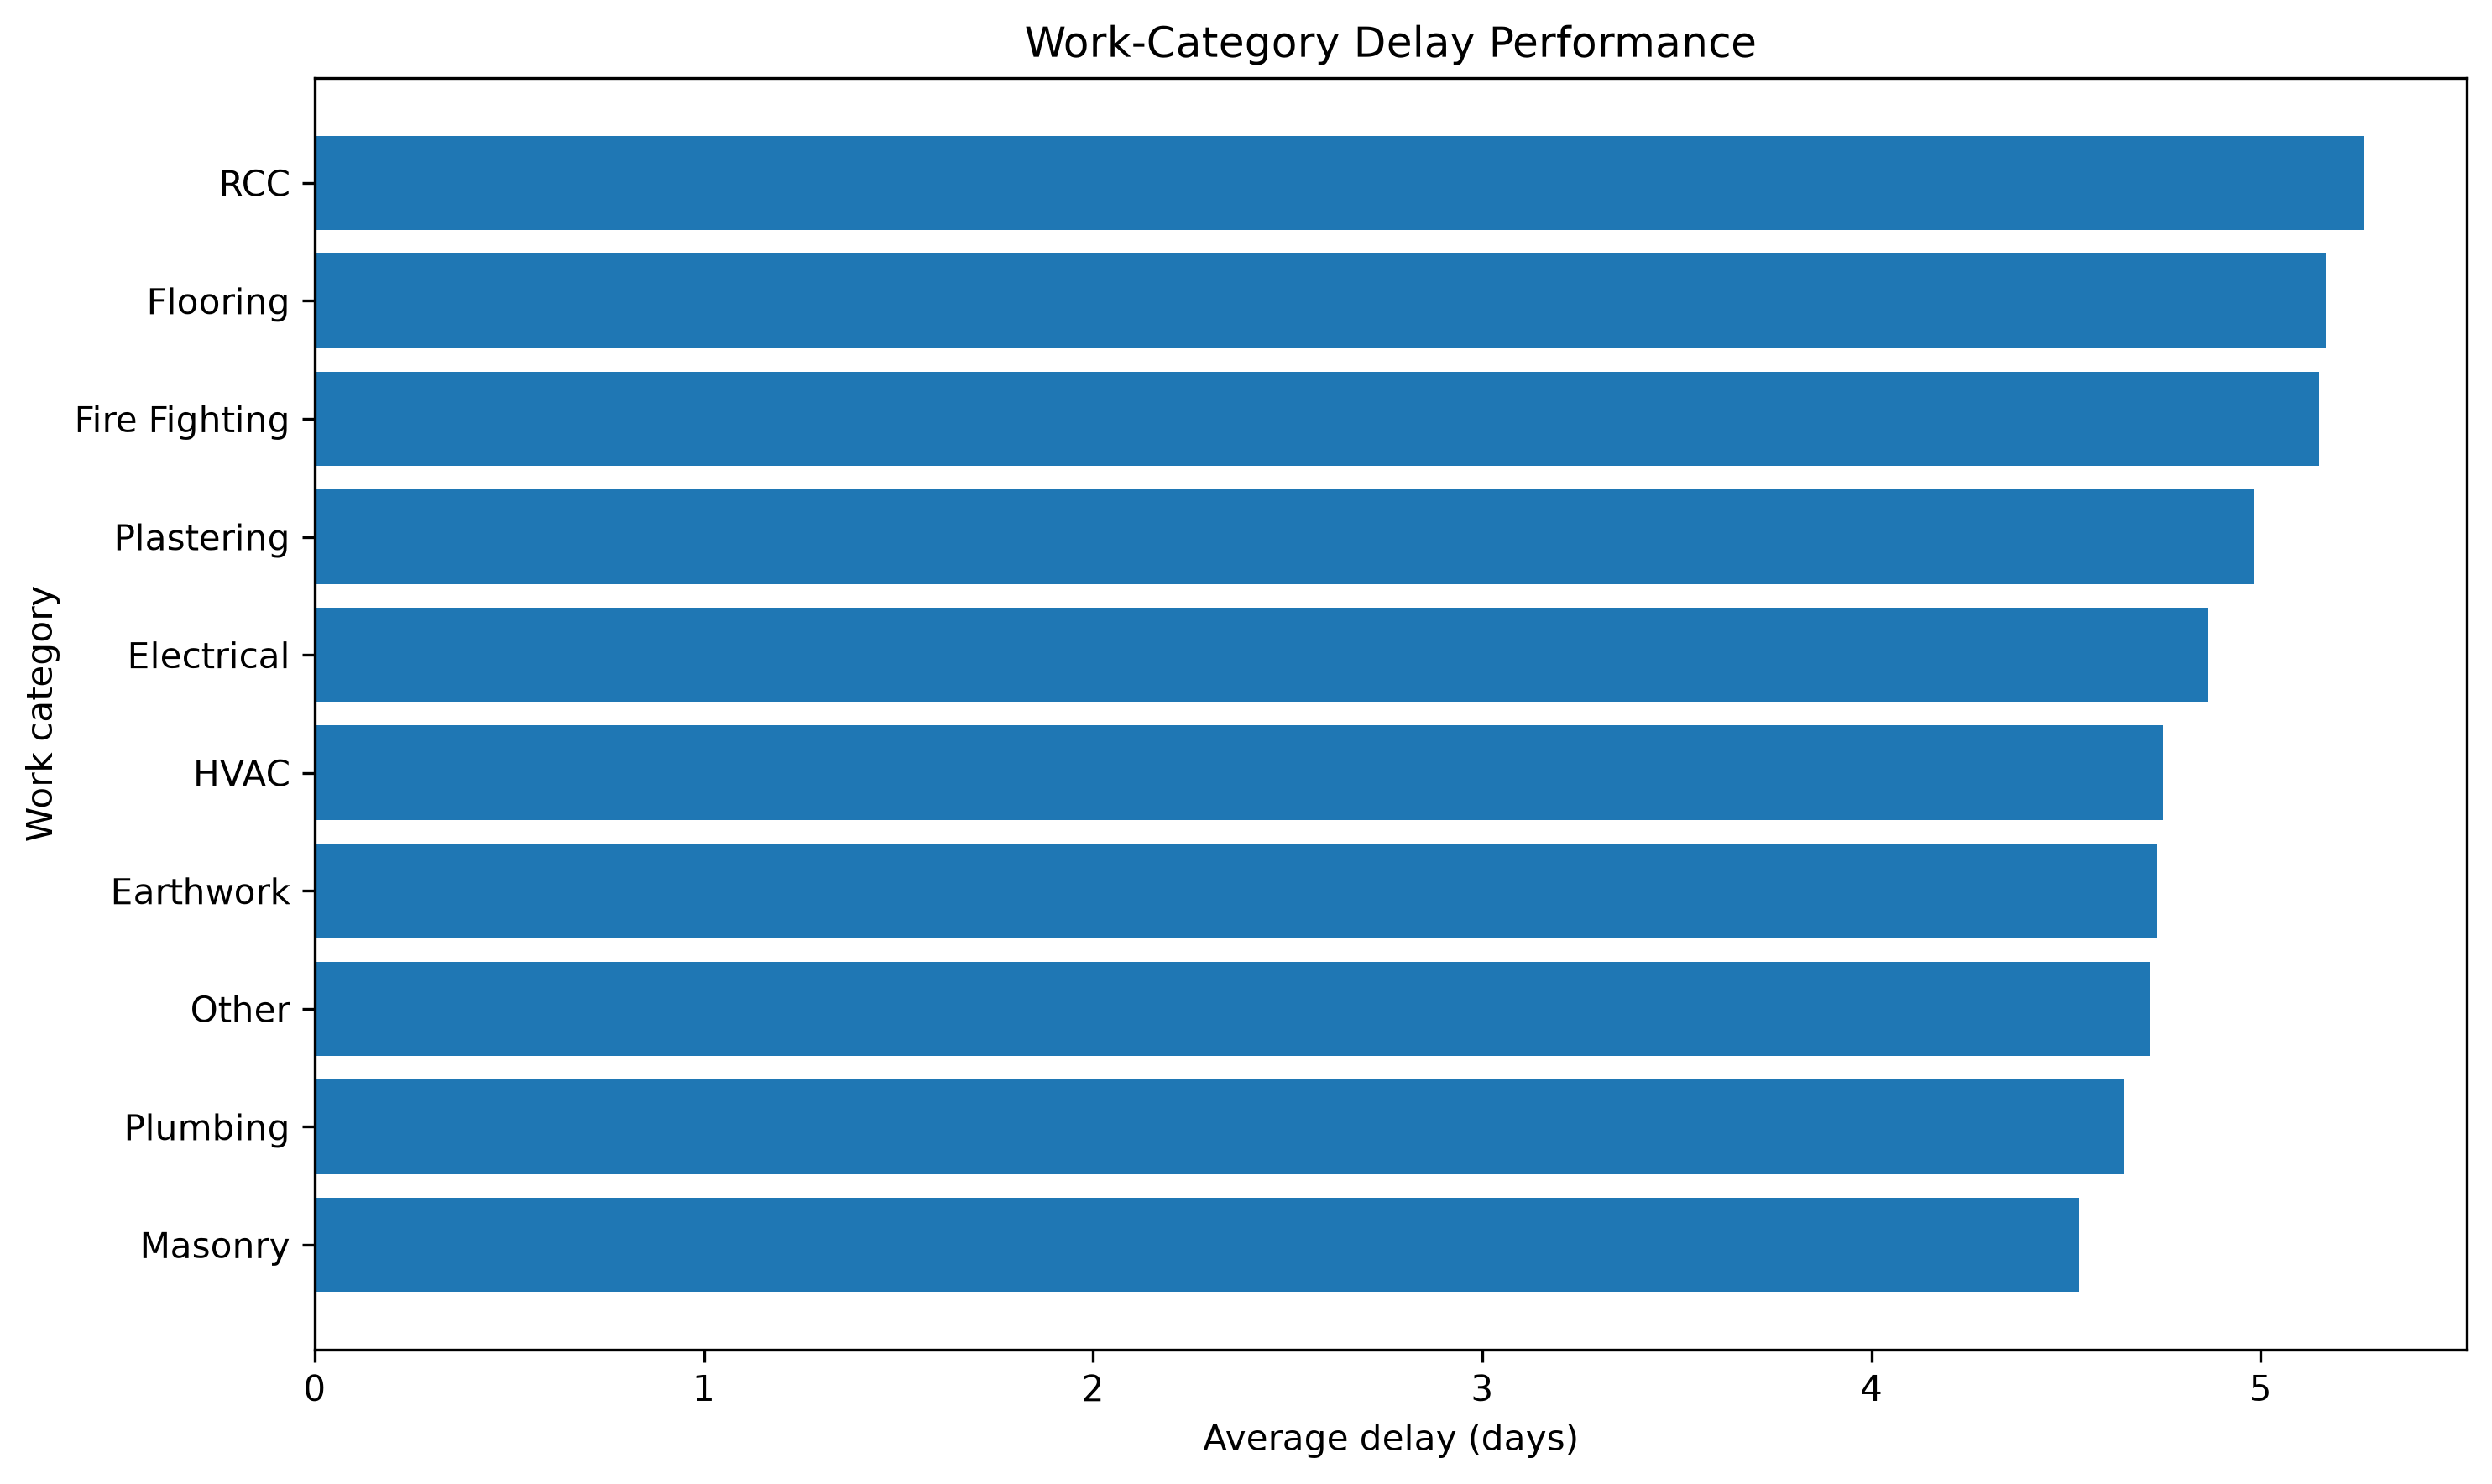 Work-Category Delay Performance
Work category
RCC
Flooring
Fire Fighting
Plastering
Electrical
HVAC
Earthwork
Other
Plumbing
Masonry
0 1 2 3 4 5
Average delay (days)